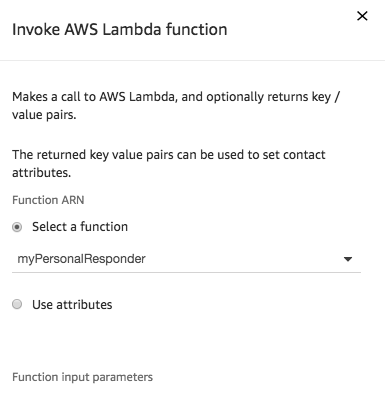 Invoke AWS Lambda function
Makes a call to AWS Lambda, and optionally returns key /
value pairs.
The returned key value pairs can be used to set contact
attributes.
Function ARN
Select a function
myPersonalResponder
Use attributes
Function input parameters